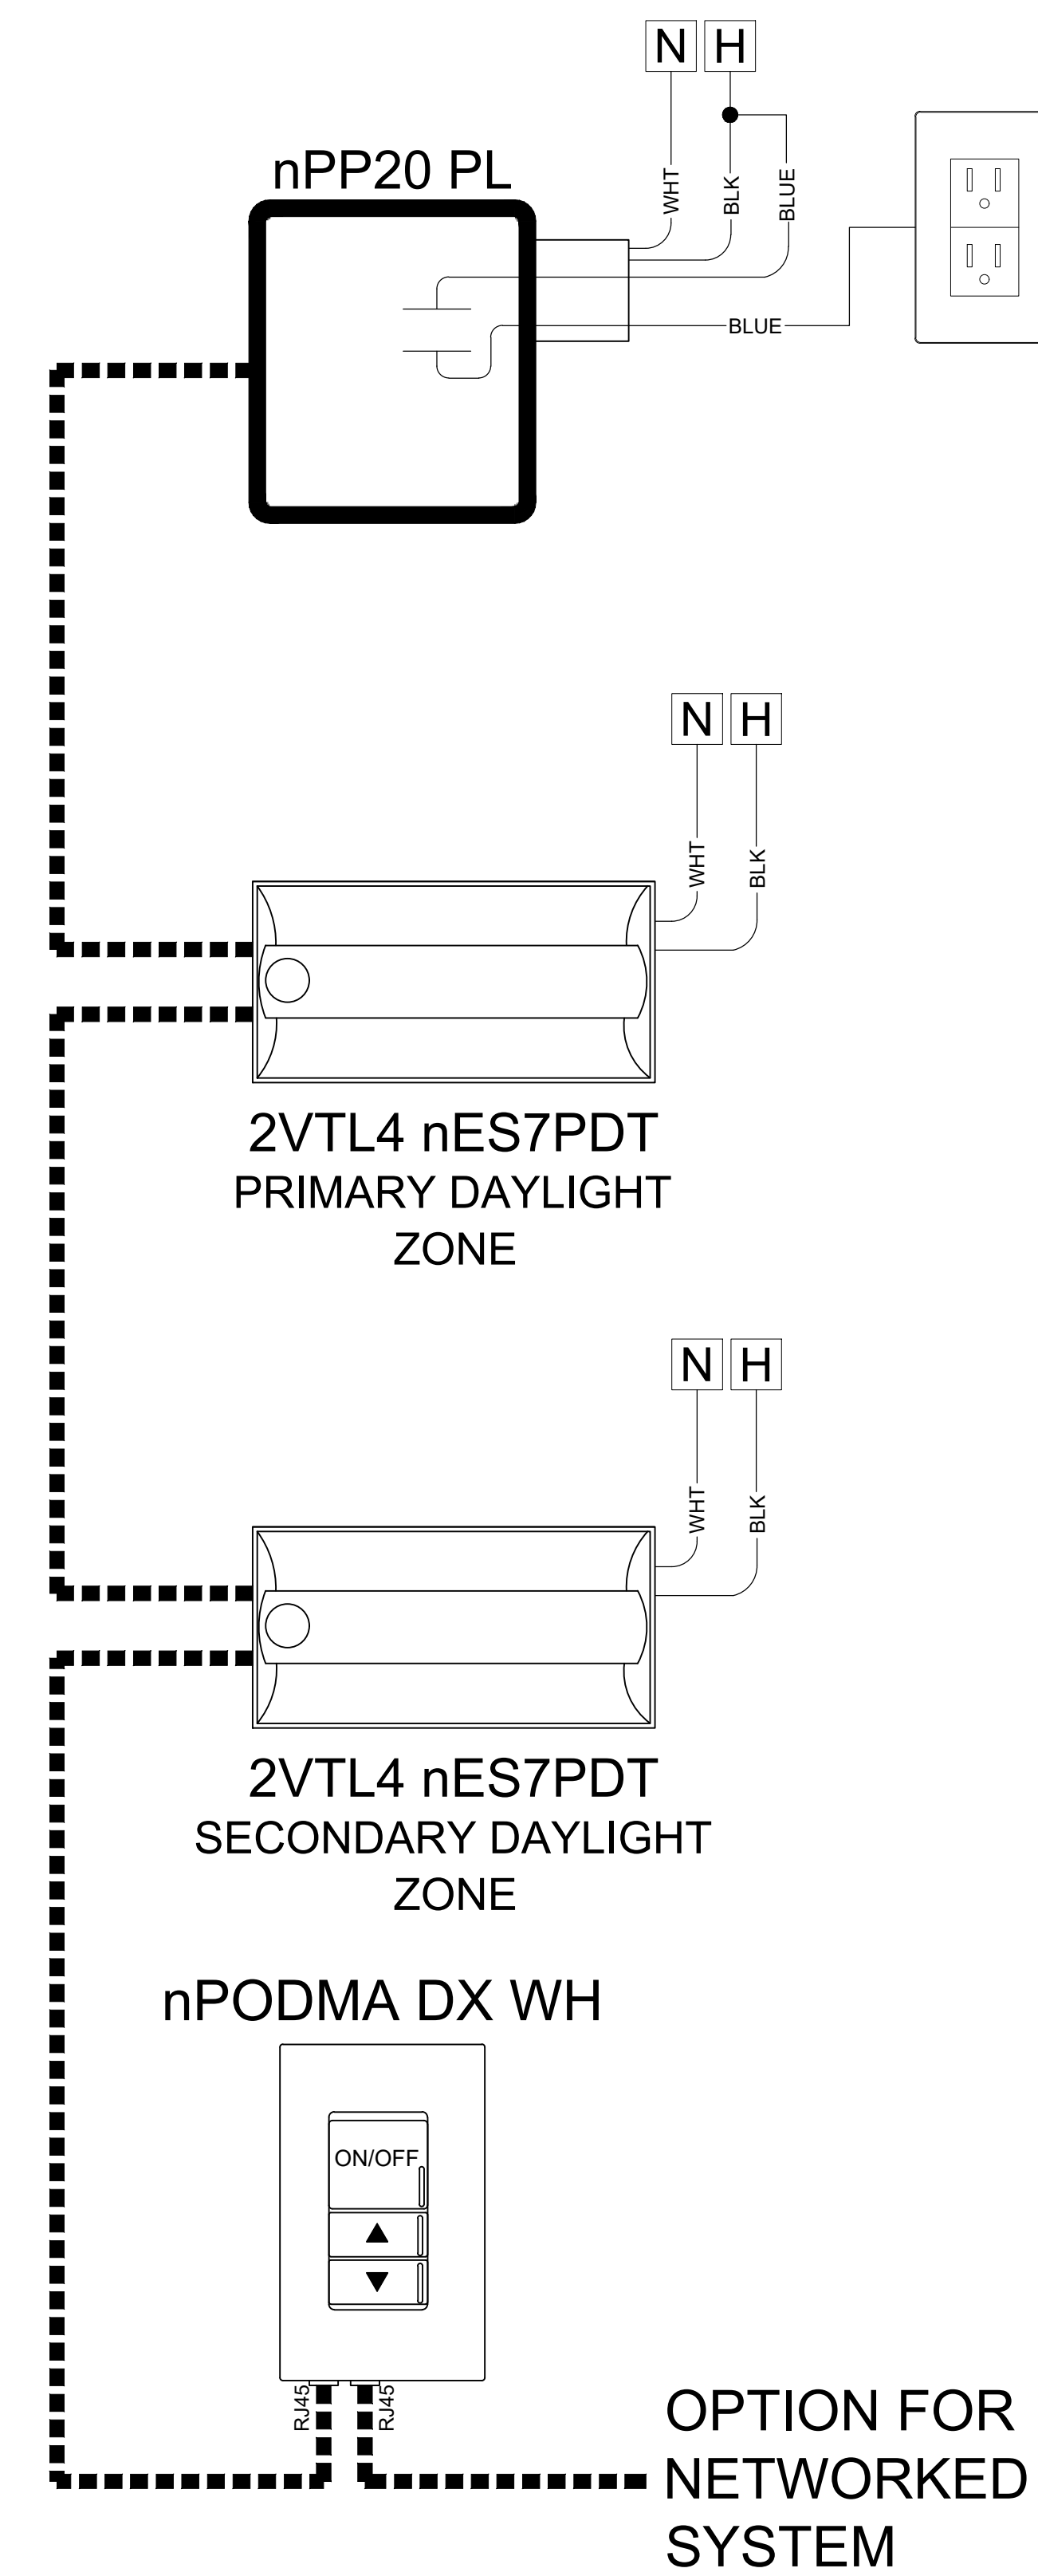 N H
nPP20 PL
WHT
BLK
BLUE
BLUE
N H
WHT
BLK
2VTL4 nES7PDT
PRIMARY DAYLIGHT
ZONE
N H
WHT
BLK
2VTL4 nES7PDT
SECONDARY DAYLIGHT
ZONE
nPODMA DX WH
ON/OFF
RJ45
RJ45
OPTION FOR
NETWORKED
SYSTEM